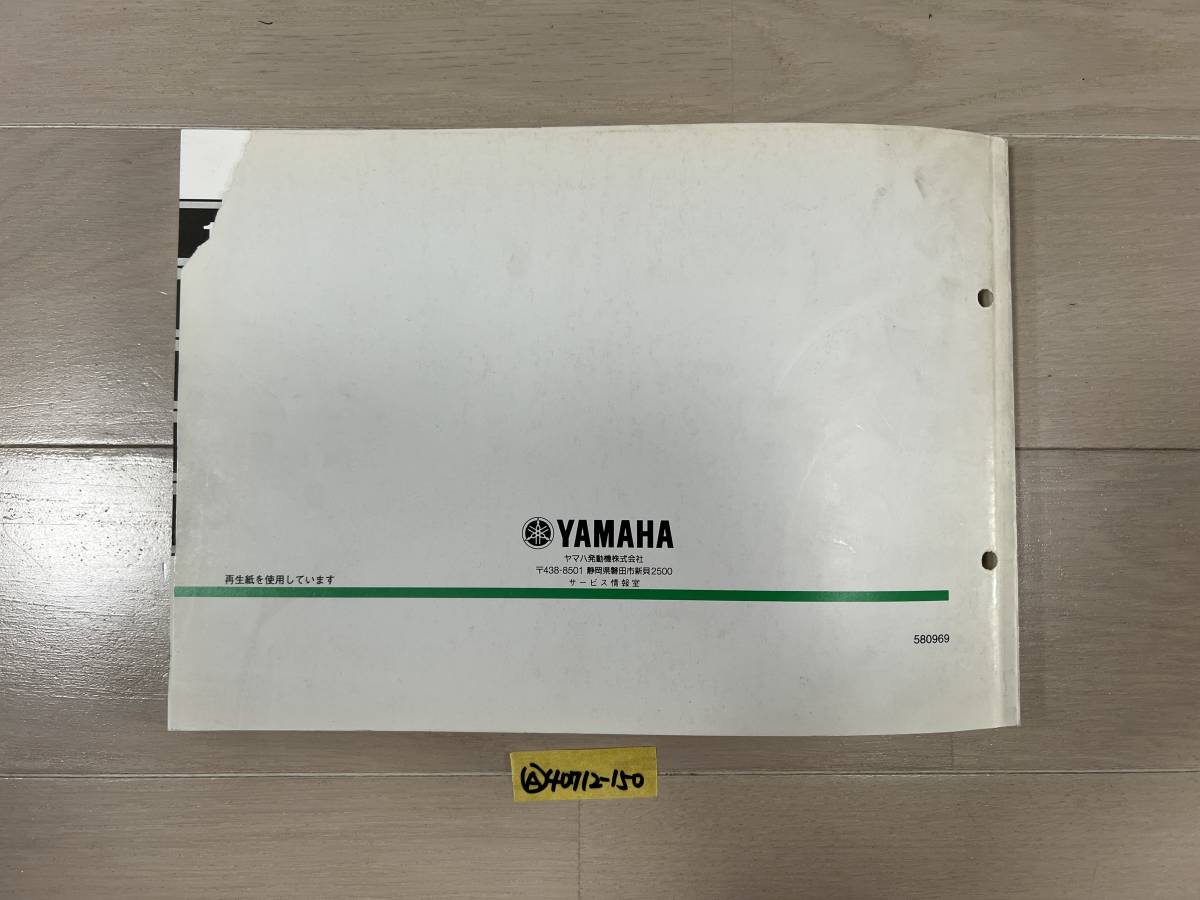 YAMAHA
ヤマハ発動機株式会社
〒438-8501 静岡県磐田市新貝2500
サービス情報室
再生紙を使用しています
580969
Ⓐ40712-150